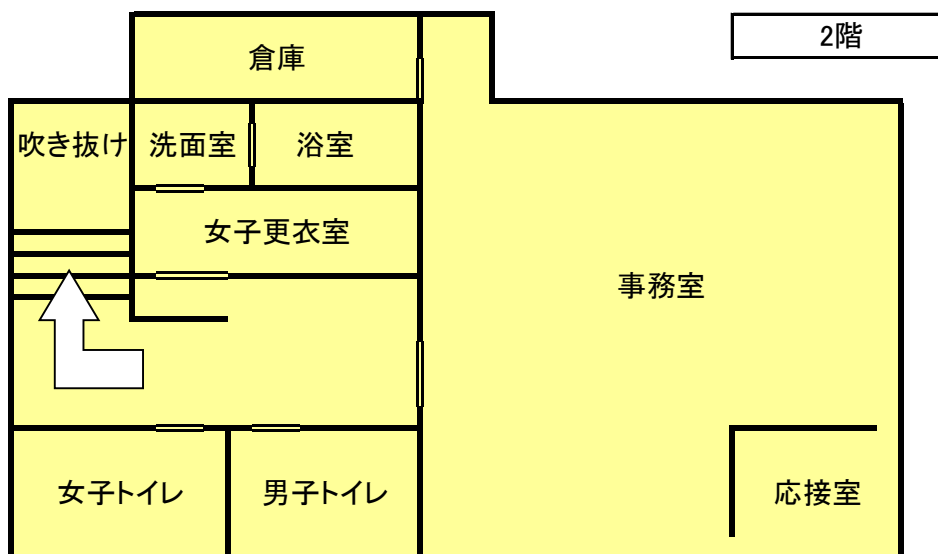 2階
倉庫
吹き抜け
洗面室
浴室
女子更衣室
事務室
女子トイレ
男子トイレ
応接室